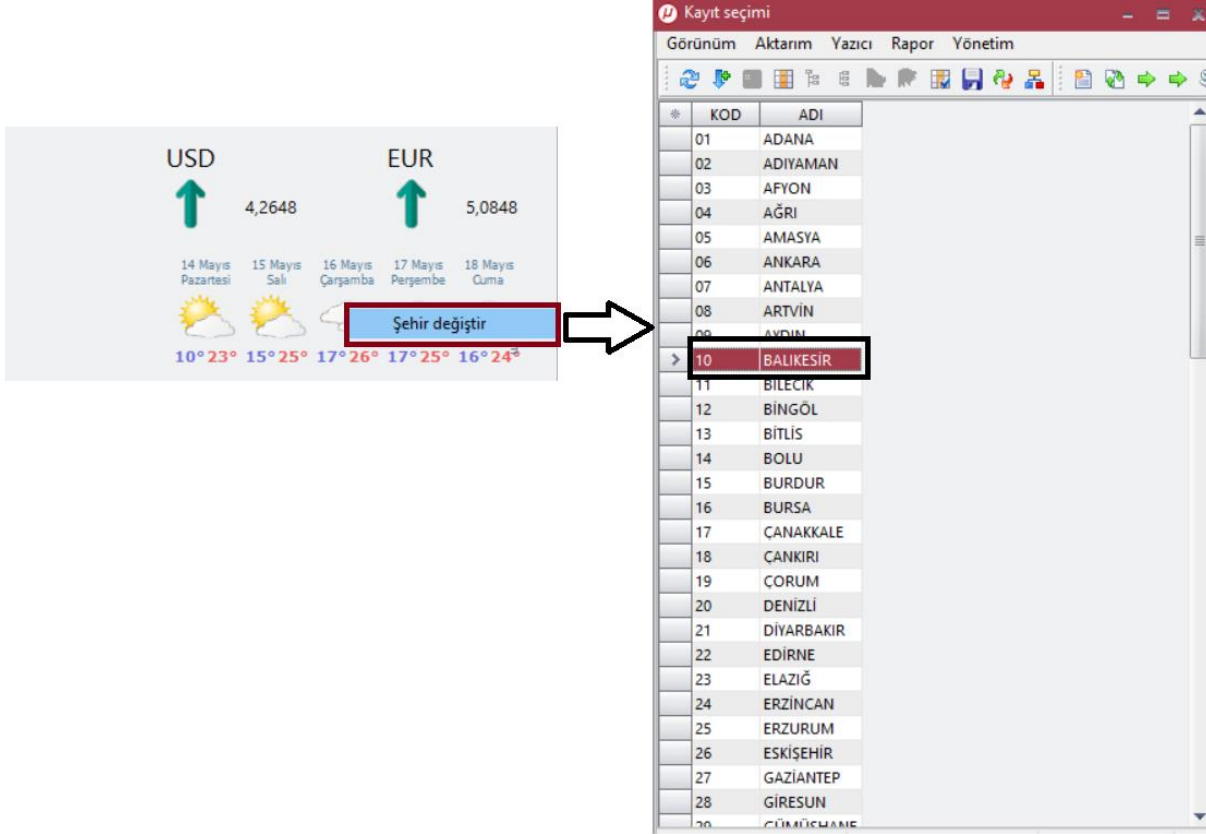 USD EUR
4,2648 5,0848
14 Mayıs 15 Mayıs 16 Mayıs 17 Mayıs 18 Mayıs
Pazartesi Salı Çarşamba Perşembe Cuma
Şehir değiştir
10° 23° 15° 25° 17° 26° 17° 25° 16° 24°
Kayıt seçimi
Görünüm Aktarım Yazıcı Rapor Yönetim
KOD ADI
01 ADANA
02 ADIYAMAN
03 AFYON
04 AĞRI
05 AMASYA
06 ANKARA
07 ANTALYA
08 ARTVİN
09 AYDIN
10 BALIKESİR
11 BİLECİK
12 BİNGÖL
13 BİTLİS
14 BOLU
15 BURDUR
16 BURSA
17 ÇANAKKALE
18 ÇANKIRI
19 ÇORUM
20 DENİZLİ
21 DİYARBAKIR
22 EDİRNE
23 ELAZIĞ
24 ERZİNCAN
25 ERZURUM
26 ESKİŞEHİR
27 GAZİANTEP
28 GİRESUN
29 GÜMÜŞHANE